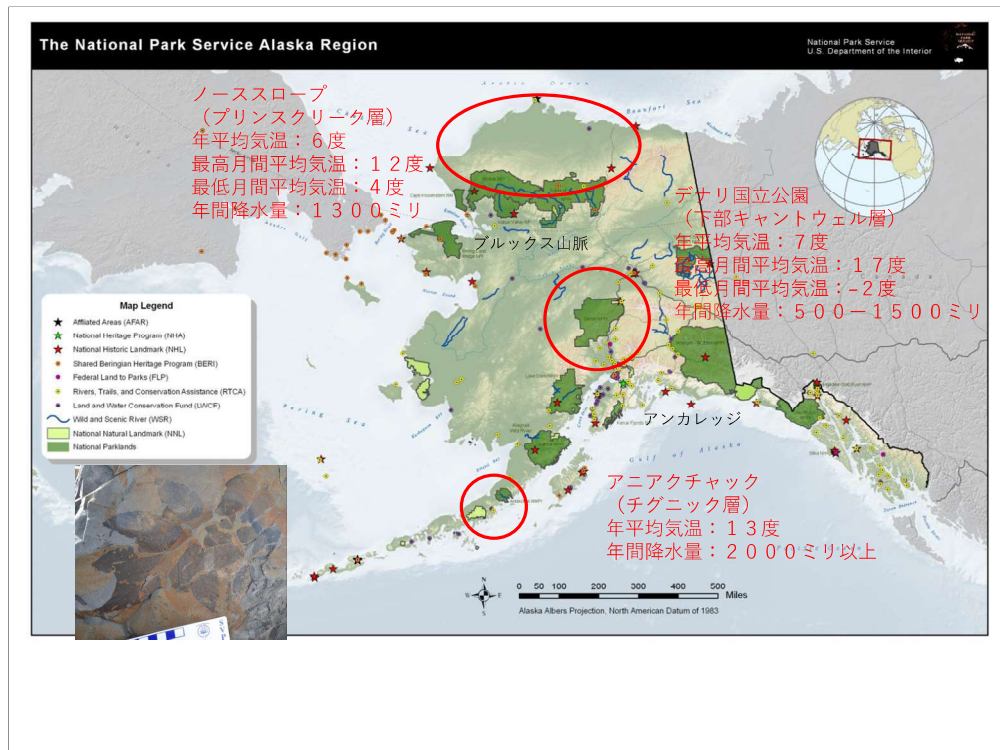 The National Park Service Alaska Region
National Park Service
U.S. Department of the Interior
ノーススロープ
（プリンスクリーク層）
年平均気温：６度
最高月間平均気温：１２度
最低月間平均気温：４度
年間降水量：１３００ミリ
Arctic Ocean
Beaufort Sea
デナリ国立公園
（下部キャントウェル層）
年平均気温：７度
最高月間平均気温：１７度
最低月間平均気温：−２度
年間降水量：５００－１５００ミリ
ブルックス山脈
Canada
Norton Sound
Map Legend
Affiliated Areas (AFAR)
National Heritage Program (NHA)
National Historic Landmark (NHL)
Shared Beringian Heritage Program (BERI)
Federal Land to Parks (FLP)
Rivers, Trails, and Conservation Assistance (RTCA)
Land and Water Conservation Fund (LWCF)
Wild and Scenic River (WSR)
National Natural Landmark (NNL)
National Parklands
Bering Sea
アンカレッジ
Gulf of Alaska
アニアクチャック
（チグニック層）
年平均気温：１３度
年間降水量：２０００ミリ以上
N
W
E
S
0 50 100 200 300 400 500
Miles
Alaska Albers Projection, North American Datum of 1983